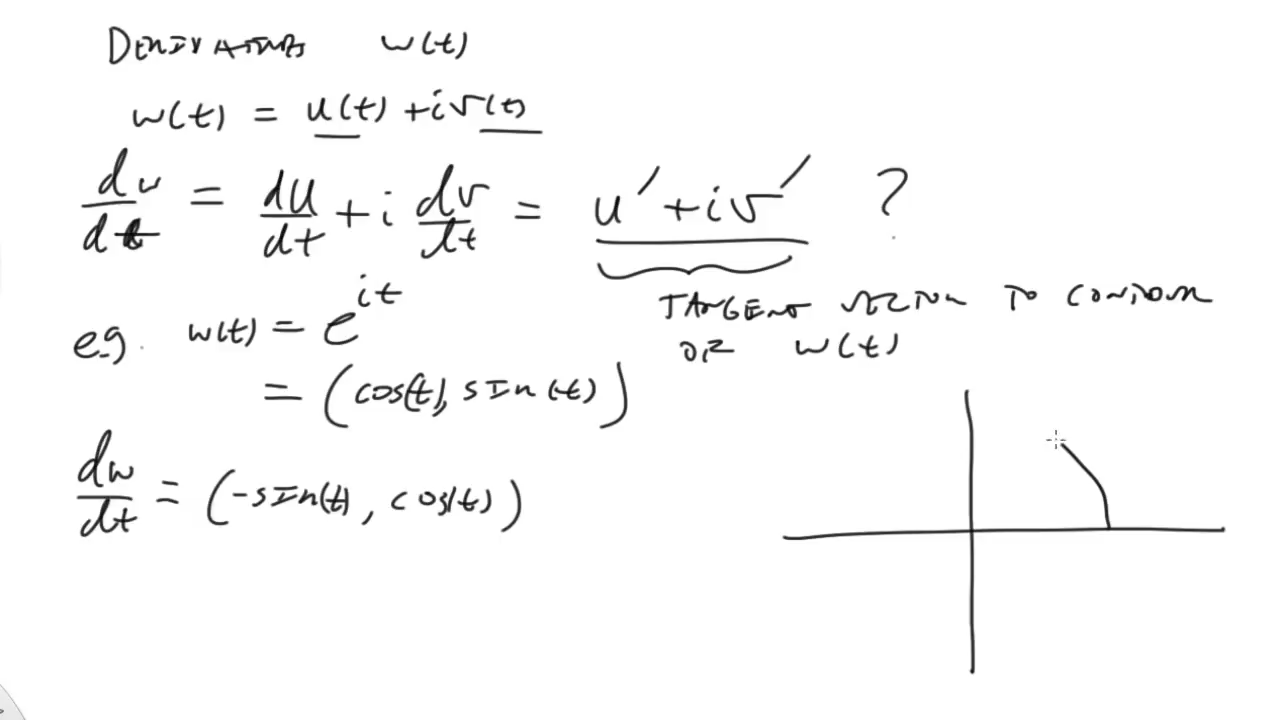 DERIVATIVES w(t)
w(t) = u(t) + iv(t)
dw/dt = du/dt + i dv/dt = u' + iv' ?
TANGENT VECTOR TO CONTOUR
OF w(t)
e.g. w(t) = e^{it}
= (cos(t), sin(t))
dw/dt = (-sin(t), cos(t))